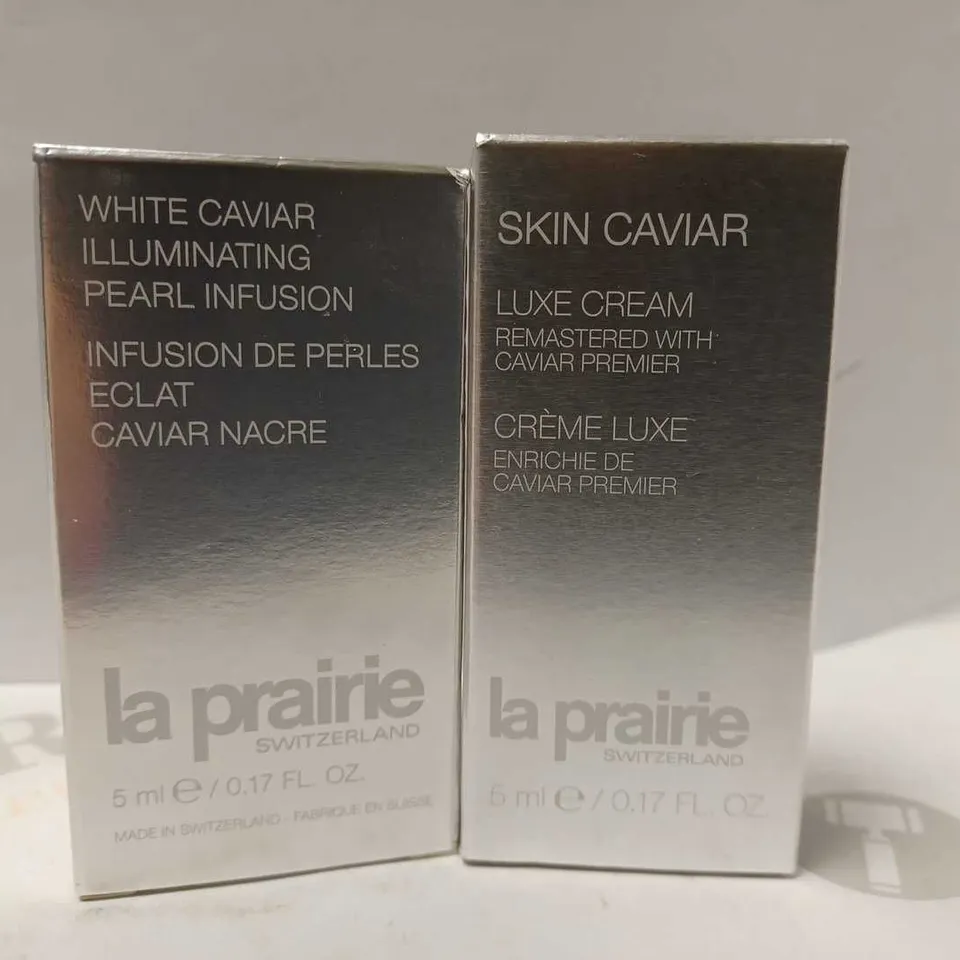 WHITE CAVIAR
ILLUMINATING
PEARL INFUSION
INFUSION DE PERLES
ECLAT
CAVIAR NACRE
la prairie
SWITZERLAND
5 ml e / 0.17 FL. OZ.
MADE IN SWITZERLAND - FABRIQUE EN SUISSE
SKIN CAVIAR
LUXE CREAM
REMASTERED WITH
CAVIAR PREMIER
CRÈME LUXE
ENRICHIE DE
CAVIAR PREMIER
la prairie
SWITZERLAND
5 ml e / 0.17 FL. OZ.